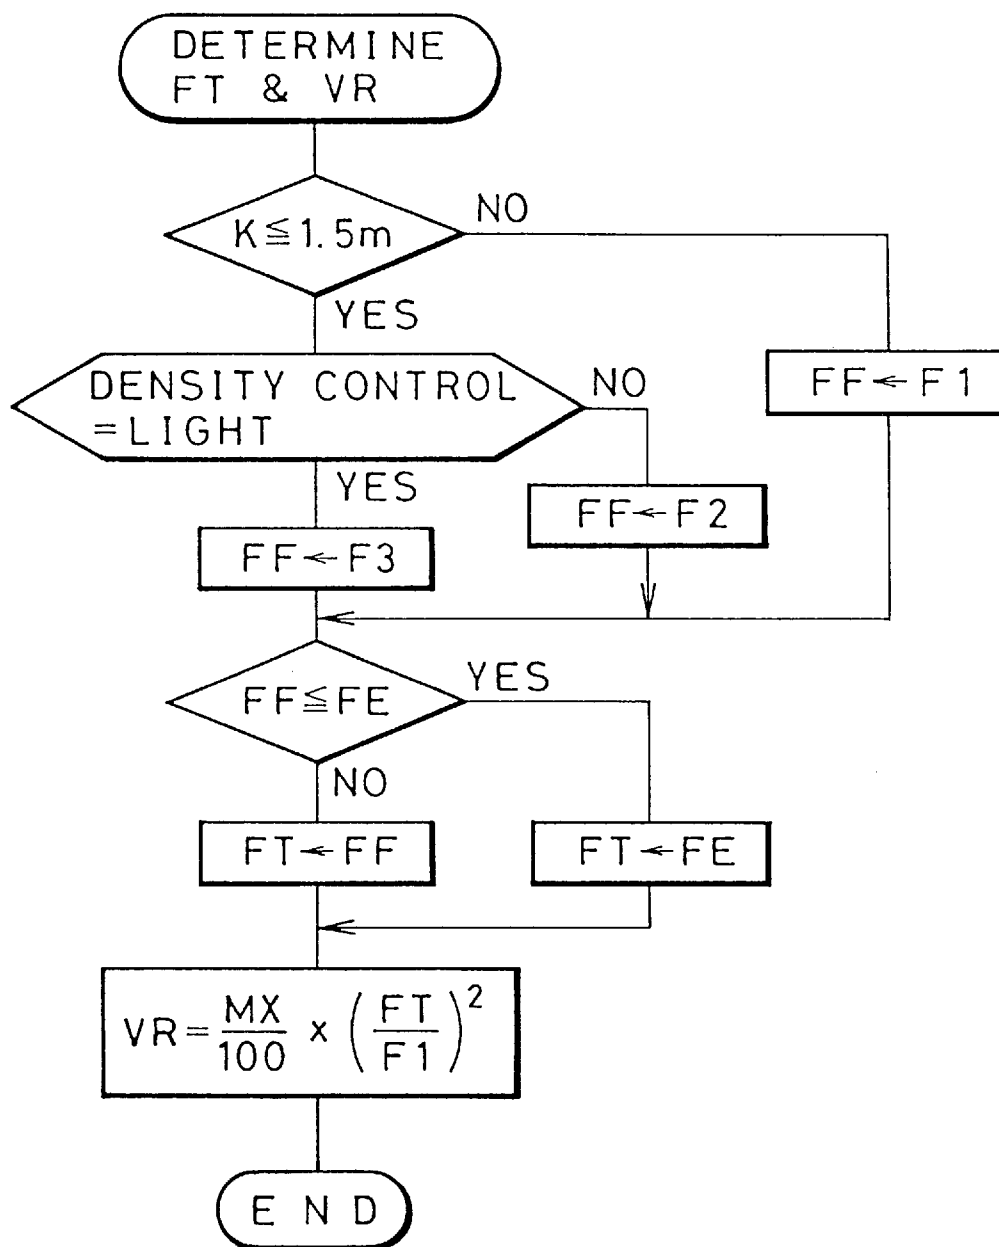 DETERMINE
FT & VR
K≦1.5m
NO
YES
DENSITY CONTROL
=LIGHT
NO
FF←F1
YES
FF←F2
FF←F3
FF≦FE
YES
NO
FT←FF
FT←FE
VR=MX/100 x (FT/F1)²
END